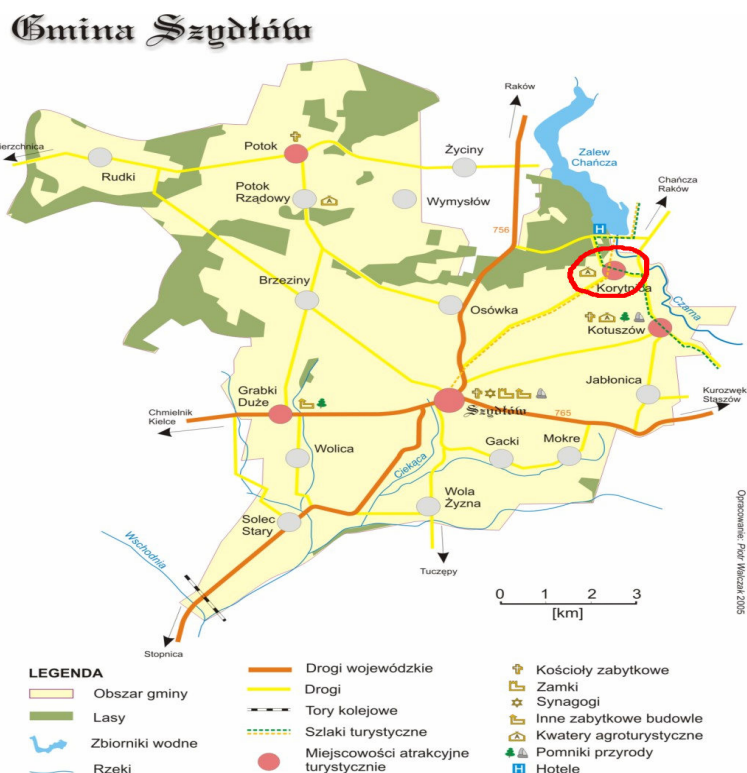 Gmina Szydłów
Raków
Zalew
Chańcza
Chańcza
Raków
Potok
Życiny
Rudki
Potok
Rządowy
Wymysłów
756
H
Korytnica
Czarna
Brzeziny
Osówka
Kotuszów
Jabłonica
Kurozwęk
Staszów
Grabki
Duże
Szydłów
765
Chmielnik
Kielce
Wolica
Ciekąca
Gacki
Mokre
Wola
Żyzna
Solec
Stary
Wschodnia
Tuczępy
Stopnica
0 1 2 3
[km]
Opracowanie: Piotr Walczak 2005
LEGENDA
Obszar gminy
Lasy
Zbiorniki wodne
Rzeki
Drogi wojewódzkie
Drogi
Tory kolejowe
Szlaki turystyczne
Miejscowości atrakcyjne
turystycznie
Kościoły zabytkowe
Zamki
Synagogi
Inne zabytkowe budowle
Kwatery agroturystyczne
Pomniki przyrody
H Hotele